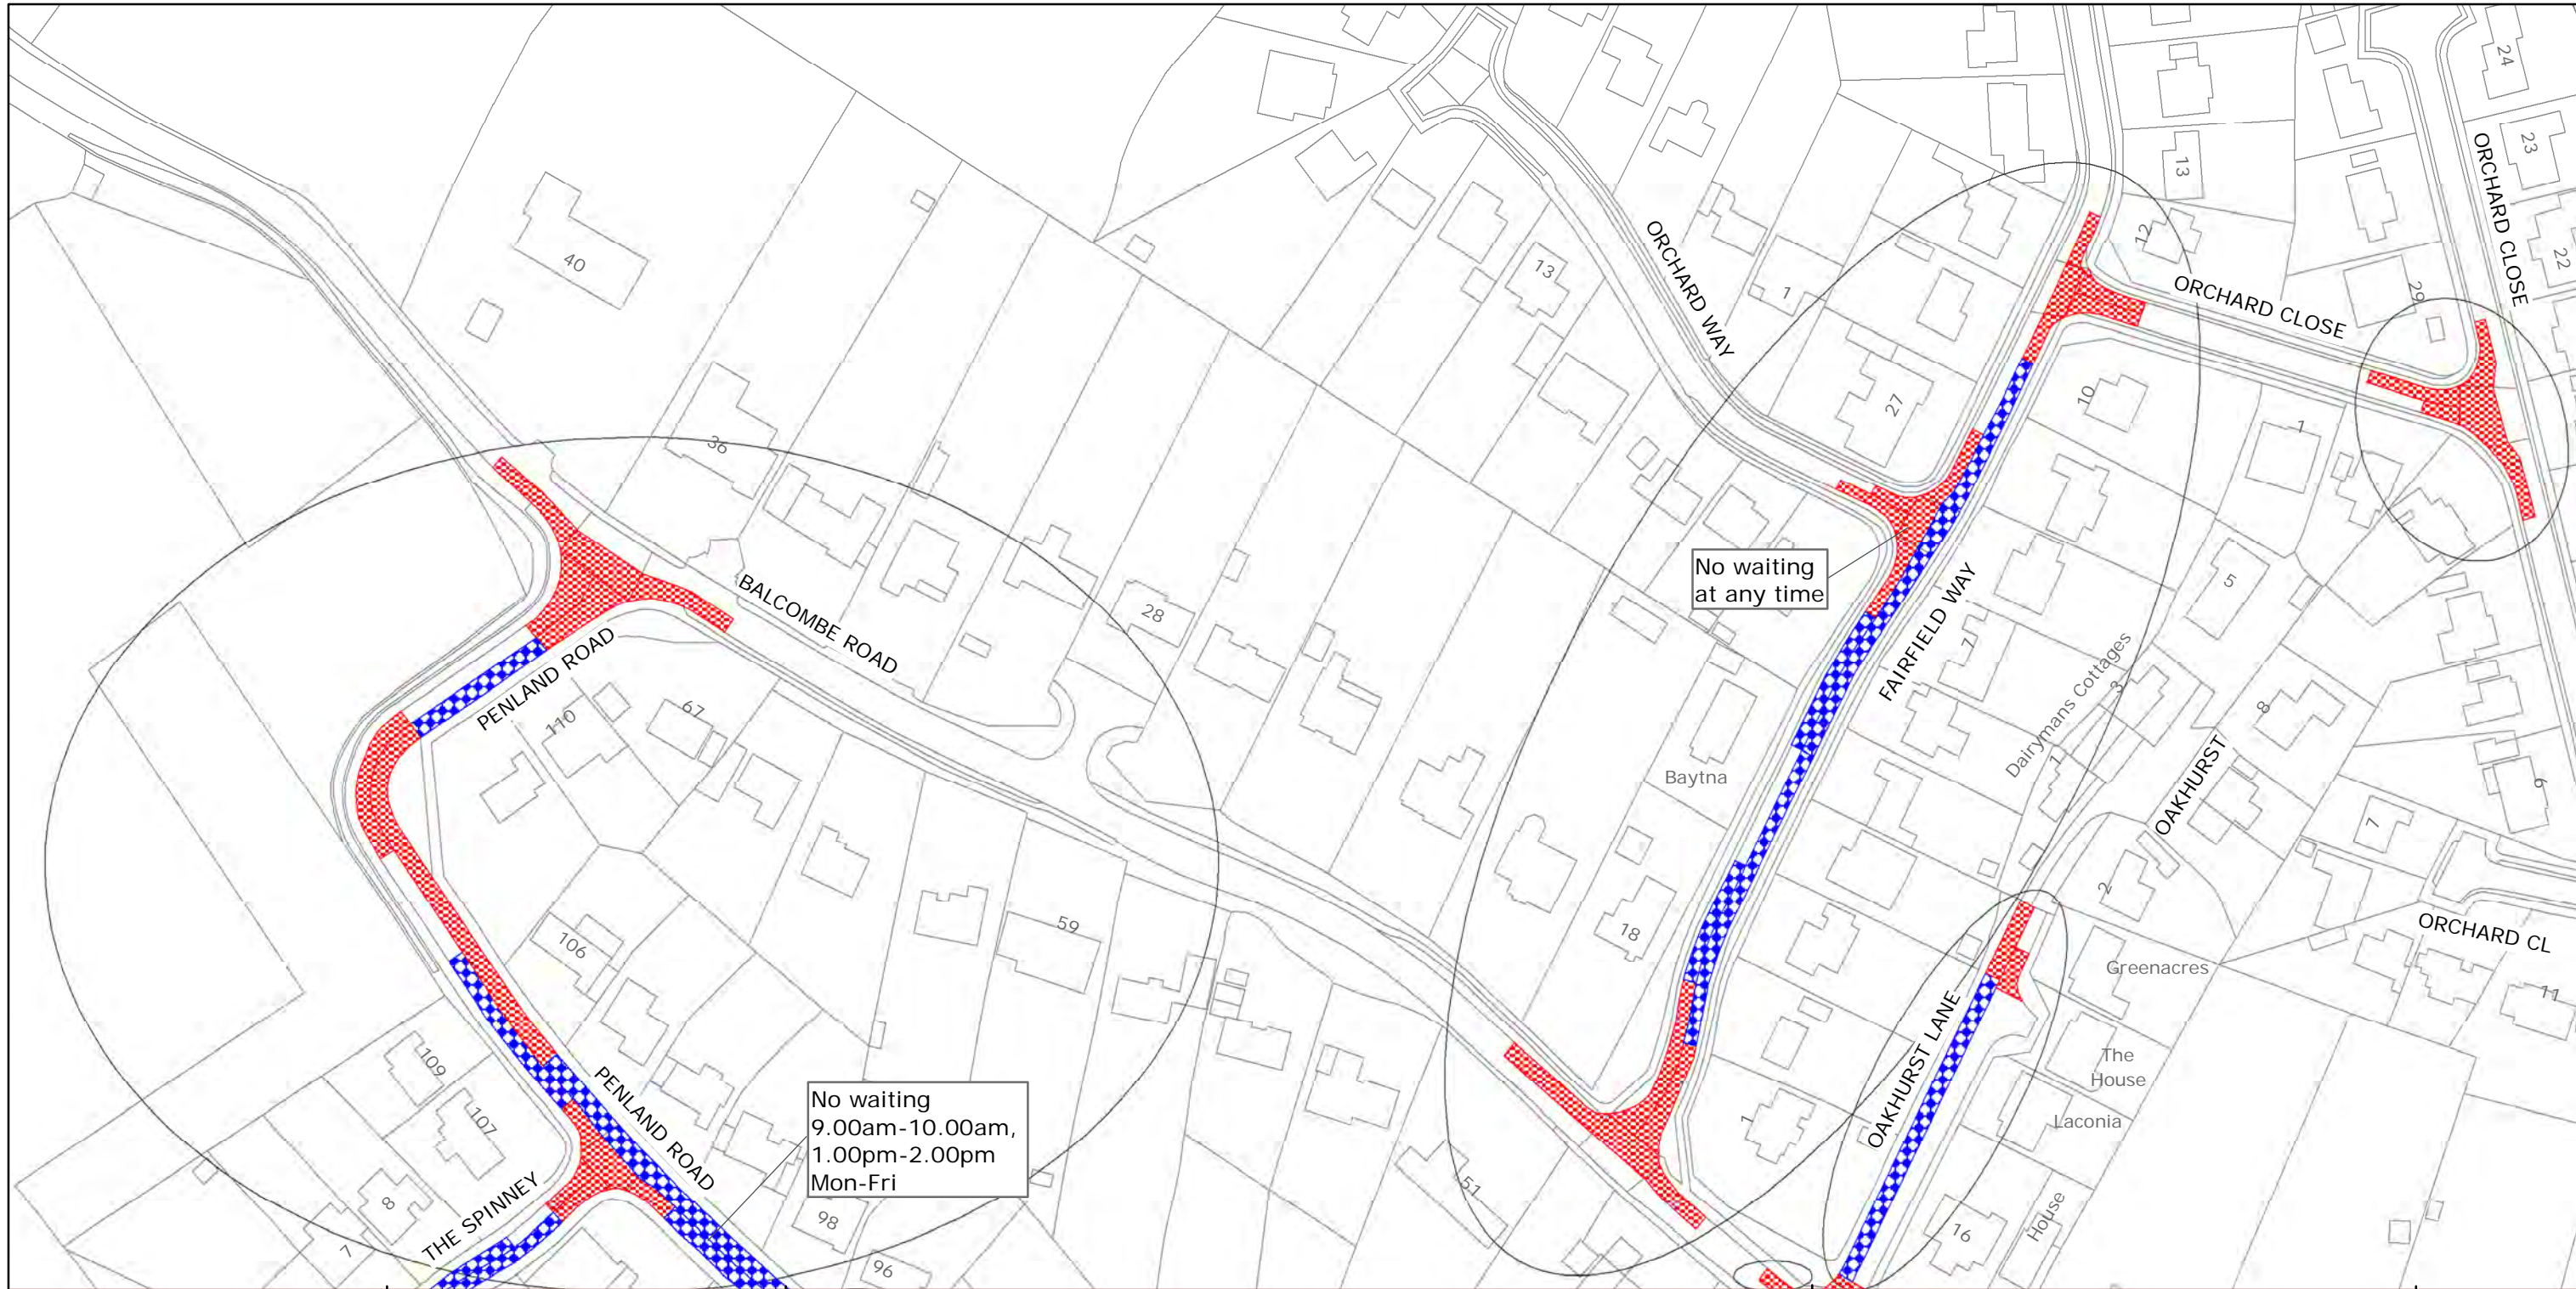 24
23
ORCHARD CLOSE
22
13
12
ORCHARD CLOSE
29
40
ORCHARD WAY
13
1
27
10
1
36
No waiting
at any time
FAIRFIELD WAY
5
7
28
BALCOMBE ROAD
PENLAND ROAD
110
67
Dairymans Cottages
3
1
8
OAKHURST
Baytna
6
7
2
18
106
59
ORCHARD CL
Greenacres
11
109
107
PENLAND ROAD
OAKHURST LANE
The
House
Laconia
1
No waiting
9.00am-10.00am,
1.00pm-2.00pm
Mon-Fri
51
THE SPINNEY
8
7
98
96
16
House